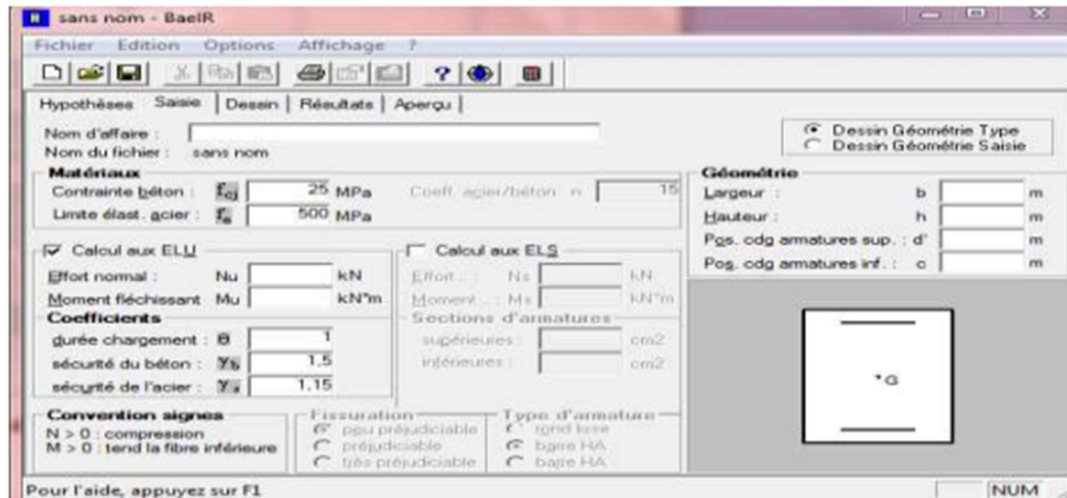 sans nom - BaelR
Fichier Edition Options Affichage ?
Hypothèses Saisie Dessin Résultats Aperçu
Nom d'affaire :
Nom du fichier : sans nom
Dessin Géométrie Type
Dessin Géométrie Saisie
Matériaux
Contrainte béton : fcj 25 MPa Coeff. acier/béton n 15
Limite élast. acier : fe 500 MPa
Géométrie
Largeur : b m
Hauteur : h m
Pos. cdg armatures sup. : d' m
Pos. cdg armatures inf. : c m
Calcul aux ELU
Effort normal : Nu kN
Moment fléchissant Mu kN*m
Calcul aux ELS
Effort... : Ns kN
Moment... : Ms kN*m
Coefficients
durée chargement : θ 1
sécurité du béton : γb 1,5
sécurité de l'acier : γs 1,15
Sections d'armatures
supérieures : cm2
inférieures : cm2
Convention signes
N > 0 : compression
M > 0 : tend la fibre inférieure
Fissuration
peu préjudiciable
préjudiciable
très préjudiciable
Type d'armature
rond lisse
barre HA
barre HA
G
Pour l'aide, appuyez sur F1 NUM